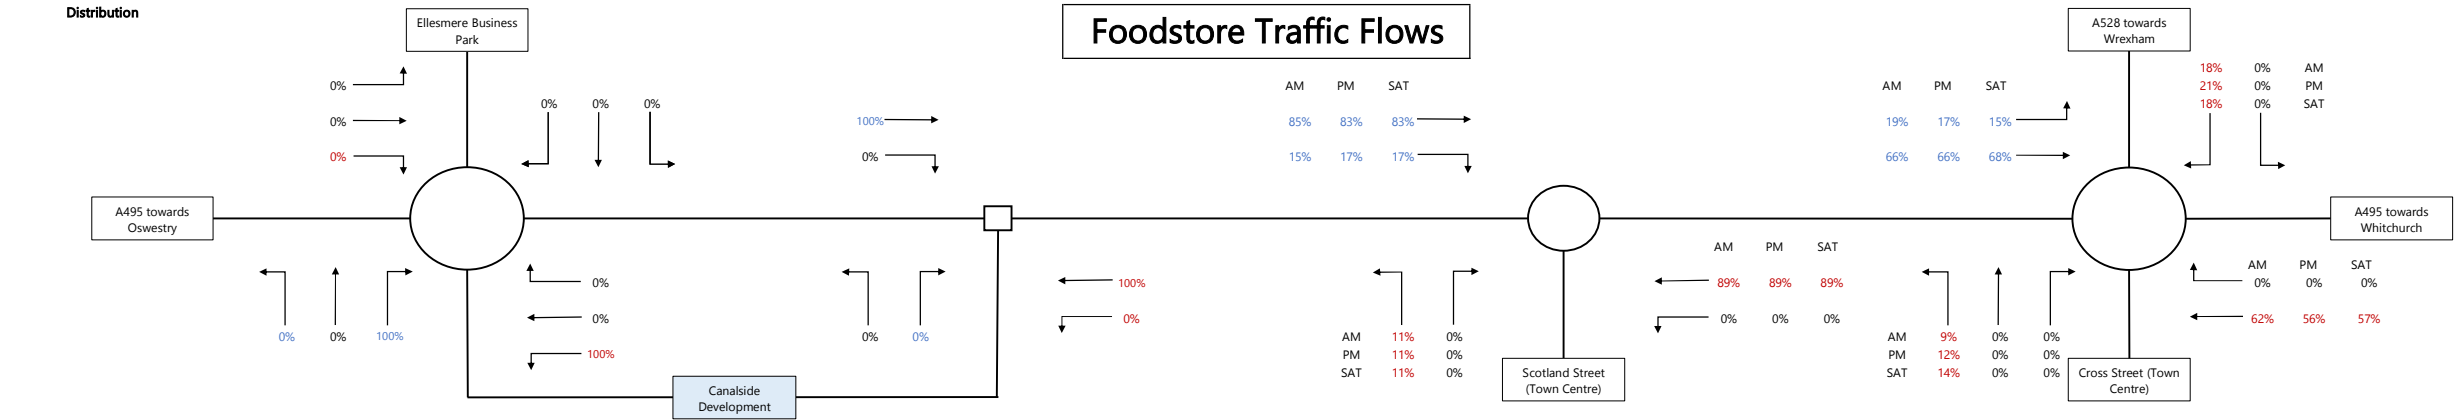 Distribution
Ellesmere Business
Park
Foodstore Traffic Flows
A528 towards
Wrexham
18% 0% AM
21% 0% PM
18% 0% SAT
0%
0%
0%
0% 0% 0%
100%
0%
AM PM SAT
85% 83% 83%
15% 17% 17%
AM PM SAT
19% 17% 15%
66% 66% 68%
A495 towards
Oswestry
A495 towards
Whitchurch
0% 0% 100%
0%
0%
100%
0% 0%
100%
0%
AM 11% 0%
PM 11% 0%
SAT 11% 0%
AM PM SAT
89% 89% 89%
0% 0% 0%
AM 9% 0% 0%
PM 12% 0% 0%
SAT 14% 0% 0%
AM PM SAT
0% 0% 0%
62% 56% 57%
Canalside
Development
Scotland Street
(Town Centre)
Cross Street (Town
Centre)